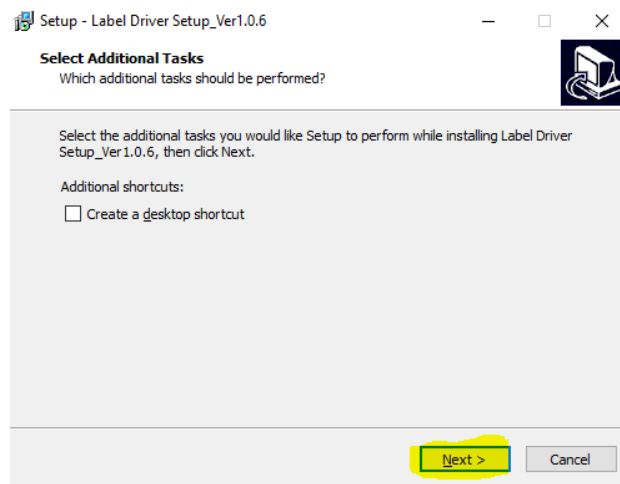 Setup - Label Driver Setup_Ver1.0.6
Select Additional Tasks
Which additional tasks should be performed?
Select the additional tasks you would like Setup to perform while installing Label Driver
Setup_Ver1.0.6, then click Next.
Additional shortcuts:
Create a desktop shortcut
Next >
Cancel